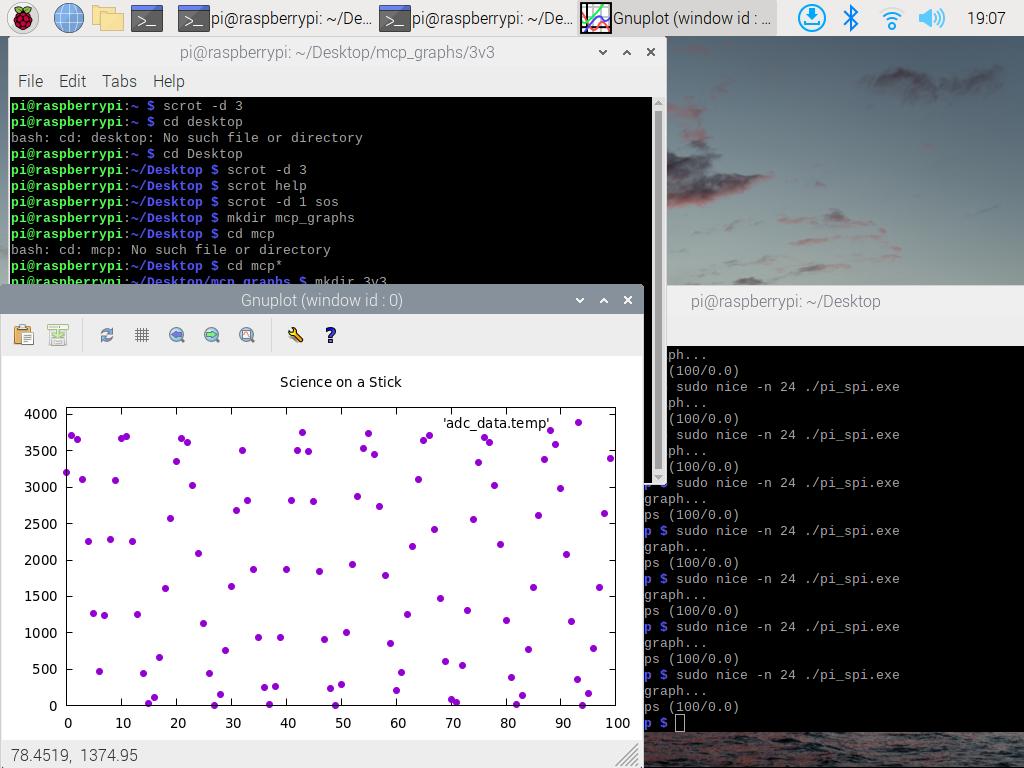 pi@raspberrypi: ~/De...
pi@raspberrypi: ~/De...
Gnuplot (window id : ...
19:07
pi@raspberrypi: ~/Desktop/mcp_graphs/3v3
File Edit Tabs Help
pi@raspberrypi:~ $ scrot -d 3
pi@raspberrypi:~ $ cd desktop
bash: cd: desktop: No such file or directory
pi@raspberrypi:~ $ cd Desktop
pi@raspberrypi:~/Desktop $ scrot -d 3
pi@raspberrypi:~/Desktop $ scrot help
pi@raspberrypi:~/Desktop $ scrot -d 1 sos
pi@raspberrypi:~/Desktop $ mkdir mcp_graphs
pi@raspberrypi:~/Desktop $ cd mcp
bash: cd: mcp: No such file or directory
pi@raspberrypi:~/Desktop $ cd mcp*
pi@raspberrypi:~/Desktop/mcp_graphs $ mkdir 3v3
Gnuplot (window id : 0)
Science on a Stick
'adc_data.temp'
4000
3500
3000
2500
2000
1500
1000
500
0
0 10 20 30 40 50 60 70 80 90 100
78.4519, 1374.95
pi@raspberrypi: ~/Desktop
ph...
(100/0.0)
sudo nice -n 24 ./pi_spi.exe
ph...
(100/0.0)
sudo nice -n 24 ./pi_spi.exe
ph...
(100/0.0)
p $ sudo nice -n 24 ./pi_spi.exe
graph...
ps (100/0.0)
p $ sudo nice -n 24 ./pi_spi.exe
graph...
ps (100/0.0)
p $ sudo nice -n 24 ./pi_spi.exe
graph...
ps (100/0.0)
p $ sudo nice -n 24 ./pi_spi.exe
graph...
ps (100/0.0)
p $ sudo nice -n 24 ./pi_spi.exe
graph...
ps (100/0.0)
p $